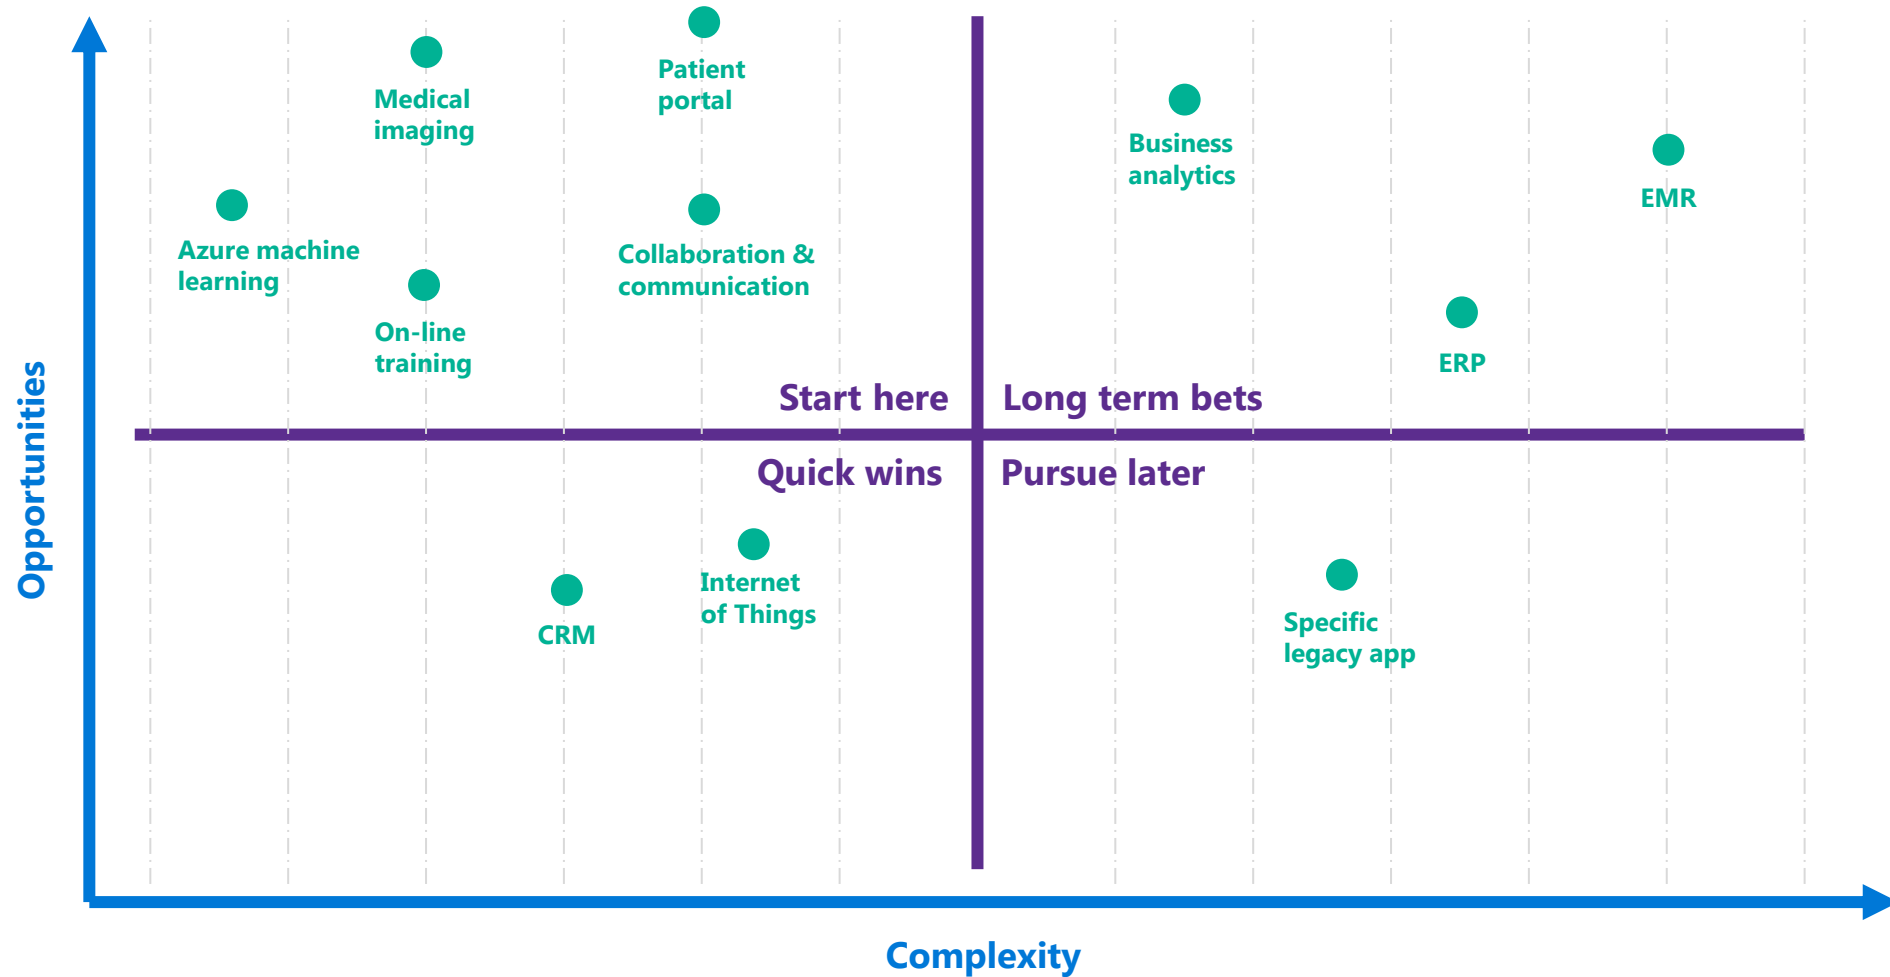 Patient
portal
Medical
imaging
Business
analytics
EMR
Azure machine
learning
Collaboration &
communication
On-line
training
ERP
Start here
Long term bets
Quick wins
Pursue later
Opportunities
Internet
of Things
CRM
Specific
legacy app
Complexity